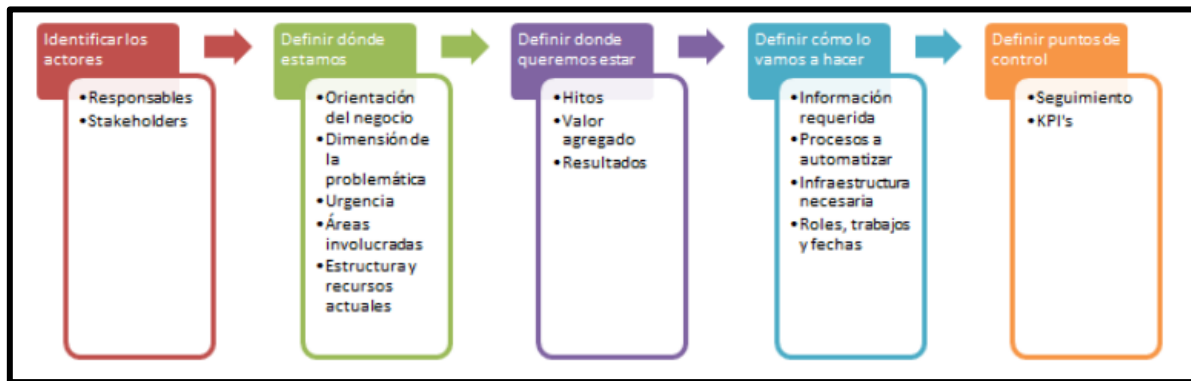 Identificar los
actores
•Responsables
•Stakeholders
Definir dónde
estamos
•Orientación
del negocio
•Dimensión de
la
problemática
•Urgencia
•Áreas
involucradas
•Estructura y
recursos
actuales
Definir donde
queremos estar
•Hitos
•Valor
agregado
•Resultados
Definir cómo lo
vamos a hacer
•Información
requerida
•Procesos a
automatizar
•Infraestructura
necesaria
•Roles, trabajos
y fechas
Definir puntos de
control
•Seguimiento
•KPI's